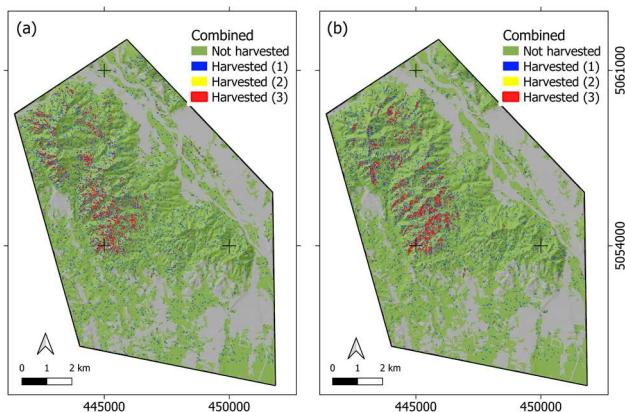 (a)
Combined
Not harvested
Harvested (1)
Harvested (2)
Harvested (3)
0 1 2 km
445000 450000
(b)
Combined
Not harvested
Harvested (1)
Harvested (2)
Harvested (3)
0 1 2 km
445000 450000
5061000
5054000